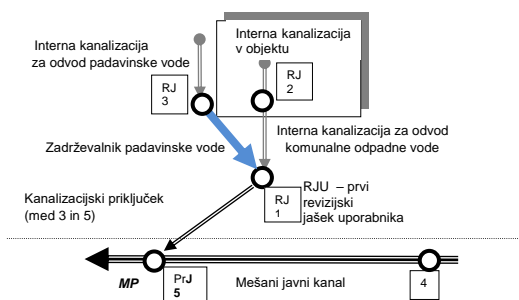 Interna kanalizacija
za odvod padavinske vode
Interna kanalizacija
v objektu
RJ
3
RJ
2
Zadrževalnik padavinske vode
Interna kanalizacija za odvod
komunalne odpadne vode
RJU – prvi
revizijski
jašek uporabnika
RJ
1
Kanalizacijski priključek
(med 3 in 5)
MP
PrJ
5
Mešani javni kanal
4